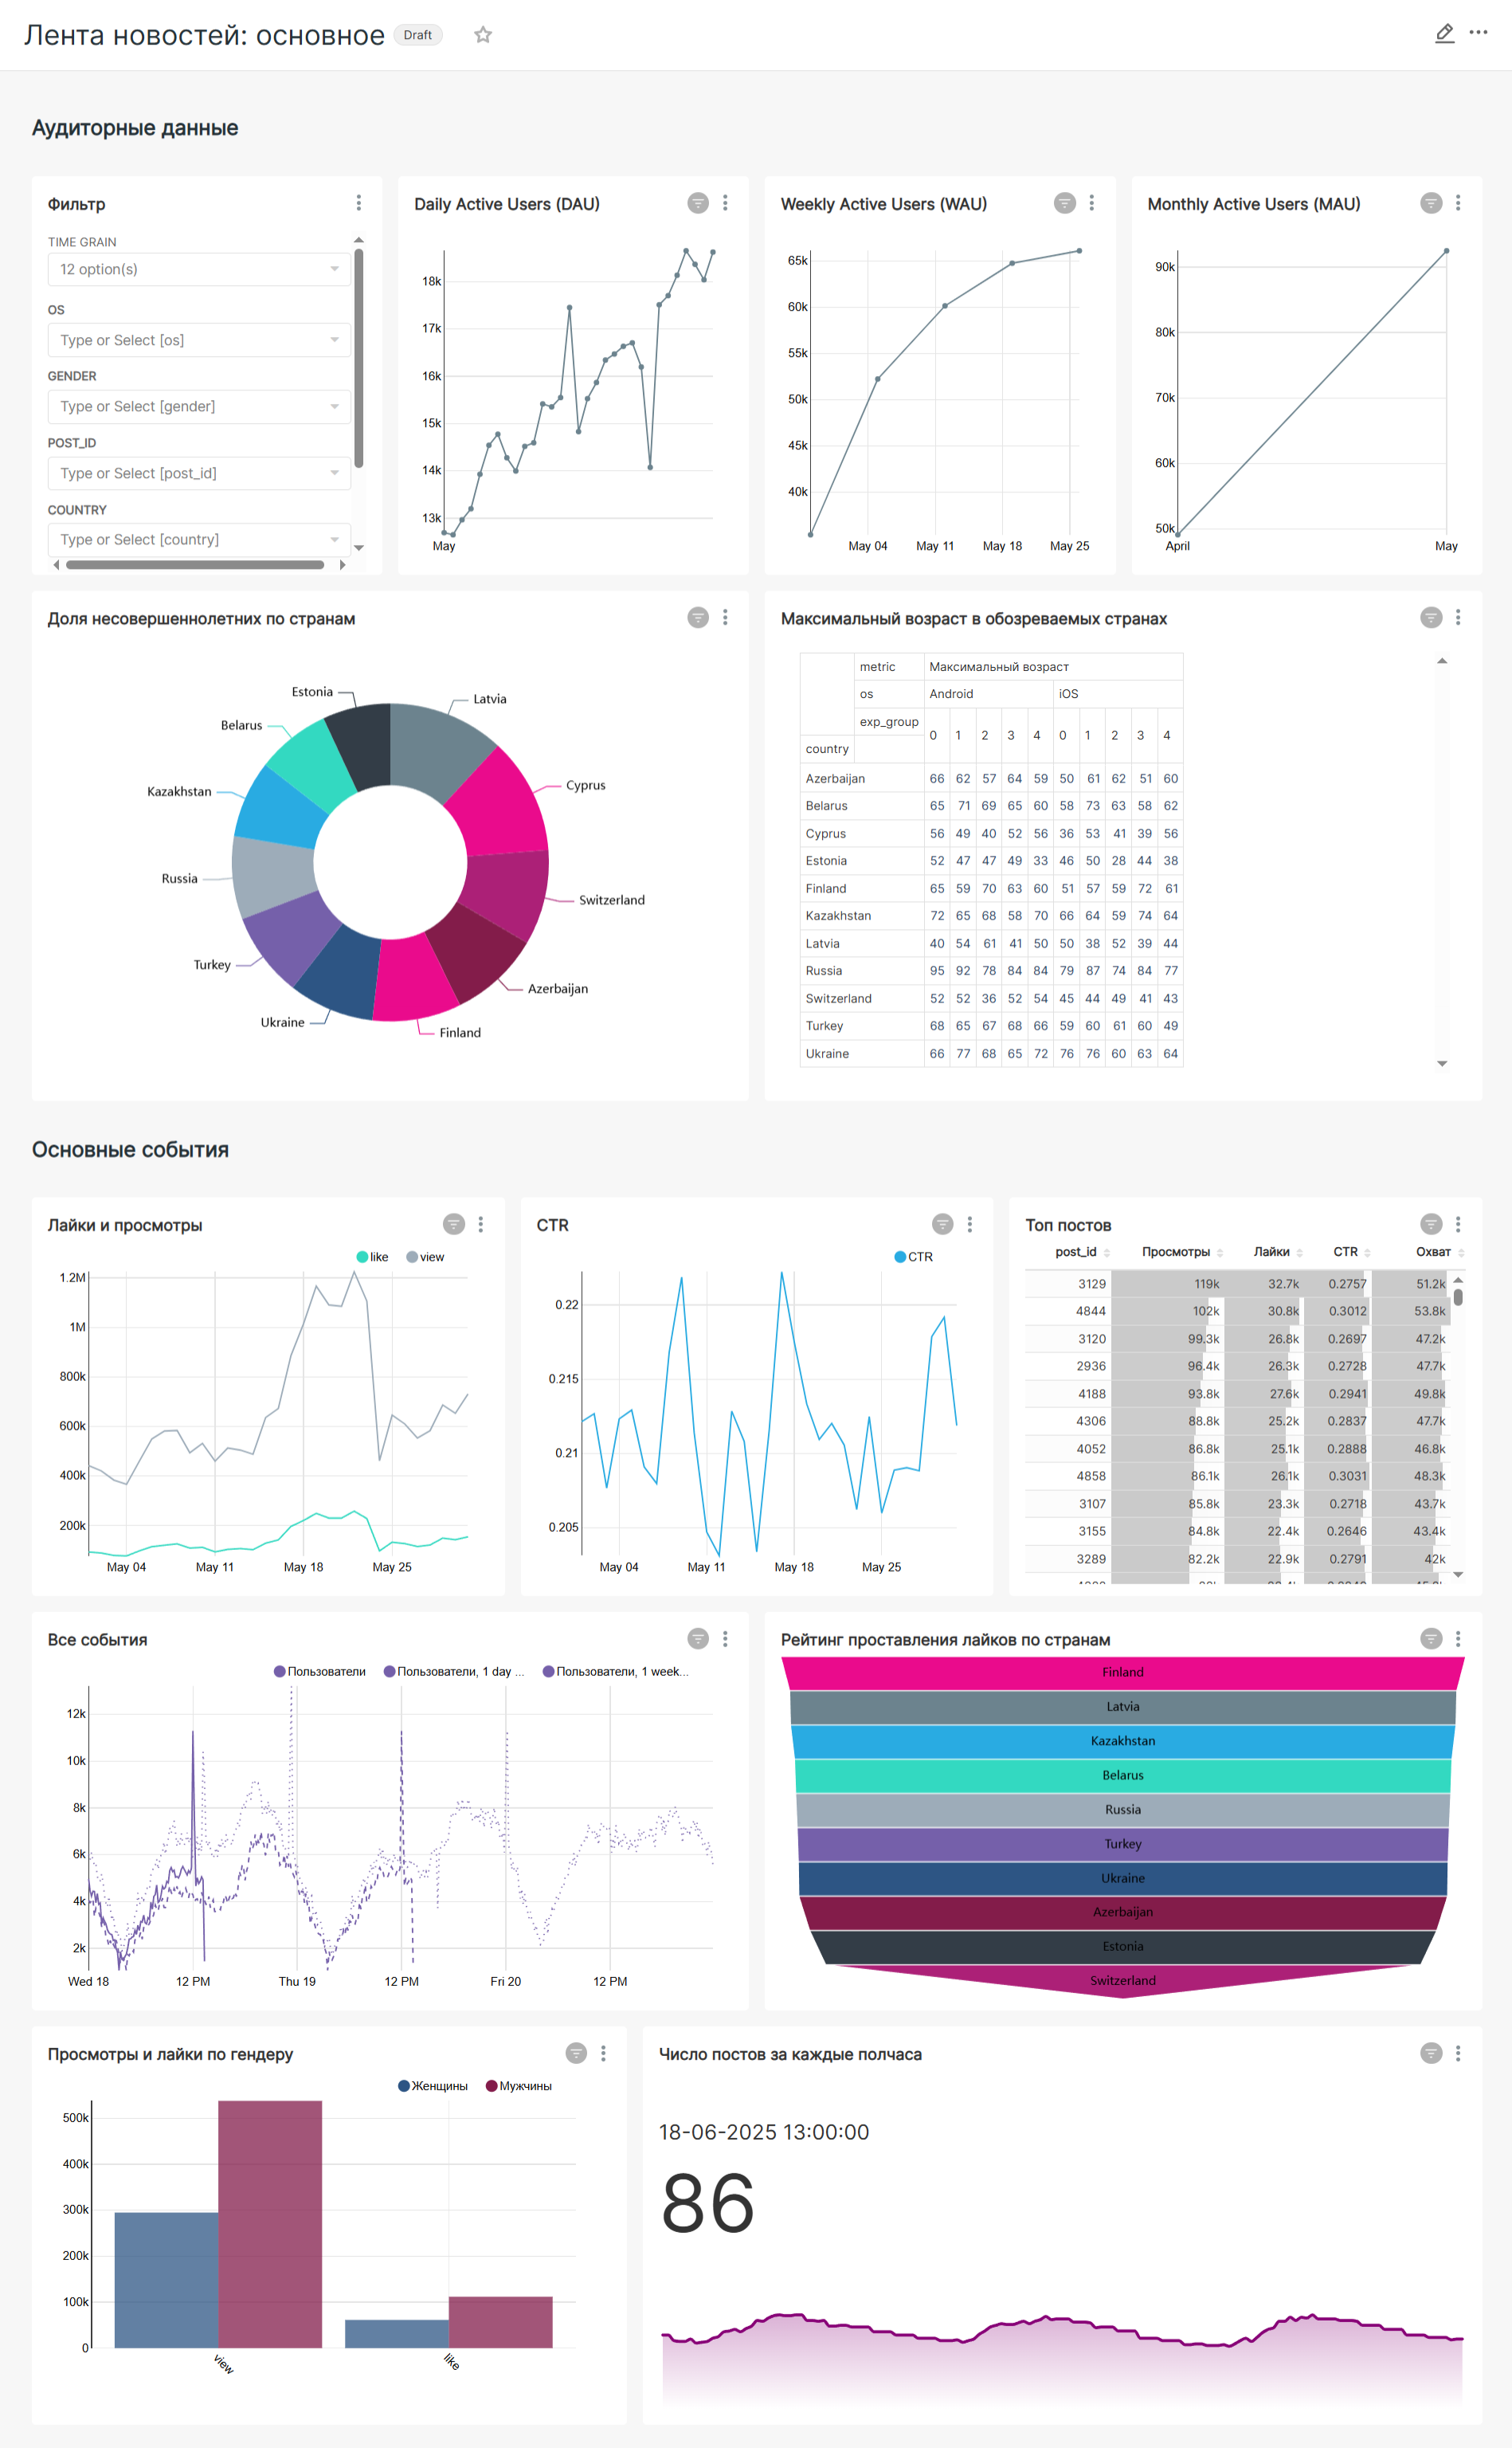 Лента новостей: основное Draft
Аудиторные данные
Фильтр
TIME GRAIN
12 option(s)
OS
Type or Select [os]
GENDER
Type or Select [gender]
POST_ID
Type or Select [post_id]
COUNTRY
Type or Select [country]
Daily Active Users (DAU)
18k
17k
16k
15k
14k
13k
May
Weekly Active Users (WAU)
65k
60k
55k
50k
45k
40k
May 04 May 11 May 18 May 25
Monthly Active Users (MAU)
90k
80k
70k
60k
50k
April May
Доля несовершеннолетних по странам
Estonia
Latvia
Belarus
Cyprus
Kazakhstan
Russia
Switzerland
Turkey
Azerbaijan
Ukraine
Finland
Максимальный возраст в обозреваемых странах
metric Максимальный возраст
os Android iOS
exp_group
0 1 2 3 4 0 1 2 3 4
country
Azerbaijan 66 62 57 64 59 50 61 62 51 60
Belarus 65 71 69 65 60 58 73 63 58 62
Cyprus 56 49 40 52 56 36 53 41 39 56
Estonia 52 47 47 49 33 46 50 28 44 38
Finland 65 59 70 63 60 51 57 59 72 61
Kazakhstan 72 65 68 58 70 66 64 59 74 64
Latvia 40 54 61 41 50 50 38 52 39 44
Russia 95 92 78 84 84 79 87 74 84 77
Switzerland 52 52 36 52 54 45 44 49 41 43
Turkey 68 65 67 68 66 59 60 61 60 49
Ukraine 66 77 68 65 72 76 76 60 63 64
Основные события
Лайки и просмотры
like view
1.2M
1M
800k
600k
400k
200k
May 04 May 11 May 18 May 25
CTR
CTR
0.22
0.215
0.21
0.205
May 04 May 11 May 18 May 25
Топ постов
post_id Просмотры Лайки CTR Охват
3129 119k 32.7k 0.2757 51.2k
4844 102k 30.8k 0.3012 53.8k
3120 99.3k 26.8k 0.2697 47.2k
2936 96.4k 26.3k 0.2728 47.7k
4188 93.8k 27.6k 0.2941 49.8k
4306 88.8k 25.2k 0.2837 47.7k
4052 86.8k 25.1k 0.2888 46.8k
4858 86.1k 26.1k 0.3031 48.3k
3107 85.8k 23.3k 0.2718 43.7k
3155 84.8k 22.4k 0.2646 43.4k
3289 82.2k 22.9k 0.2791 42k
Все события
Пользователи Пользователи, 1 day ... Пользователи, 1 week...
12k
10k
8k
6k
4k
2k
Wed 18 12 PM Thu 19 12 PM Fri 20 12 PM
Рейтинг проставления лайков по странам
Finland
Latvia
Kazakhstan
Belarus
Russia
Turkey
Ukraine
Azerbaijan
Estonia
Switzerland
Просмотры и лайки по гендеру
Женщины Мужчины
500k
400k
300k
200k
100k
0
view like
Число постов за каждые полчаса
18-06-2025 13:00:00
86